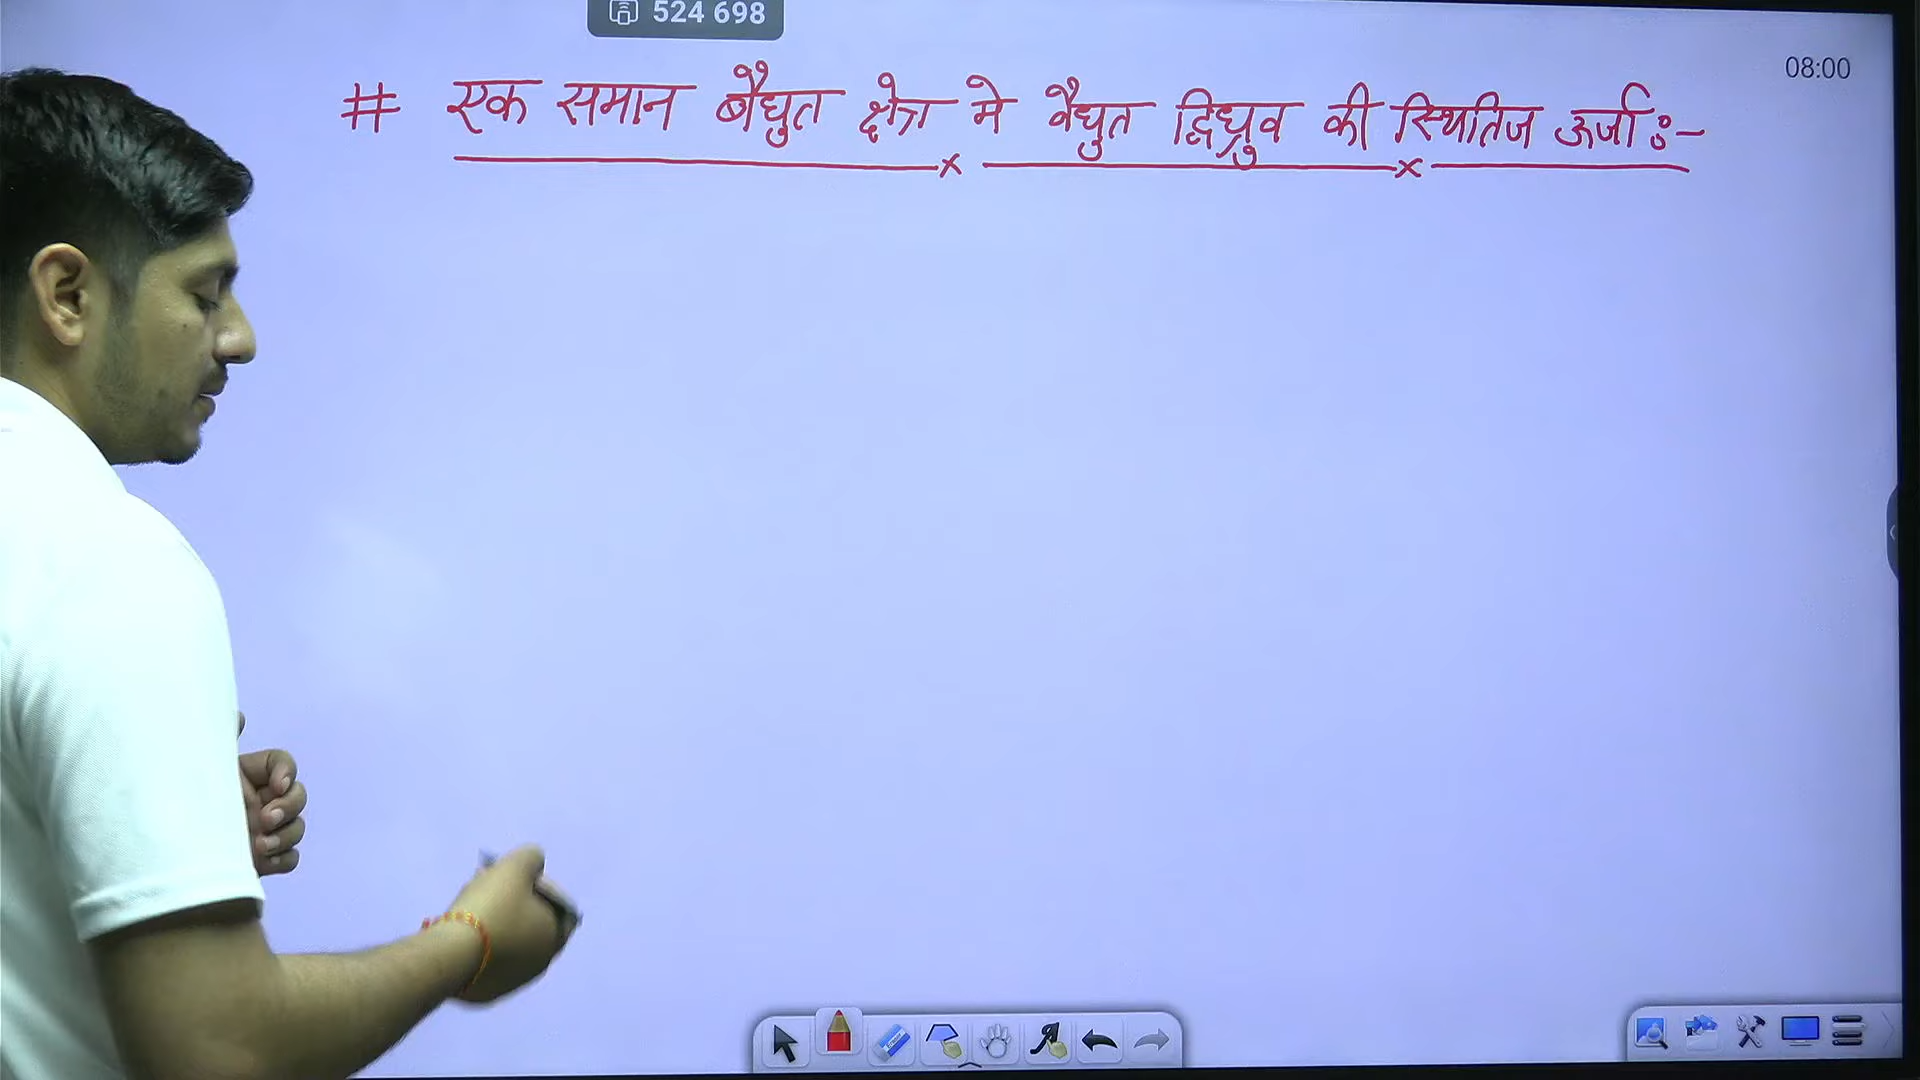 524 698
08:00
# एक समान बैद्युत क्षेत्र मे वैद्युत द्विध्रुव की स्थितिज ऊर्जा :-